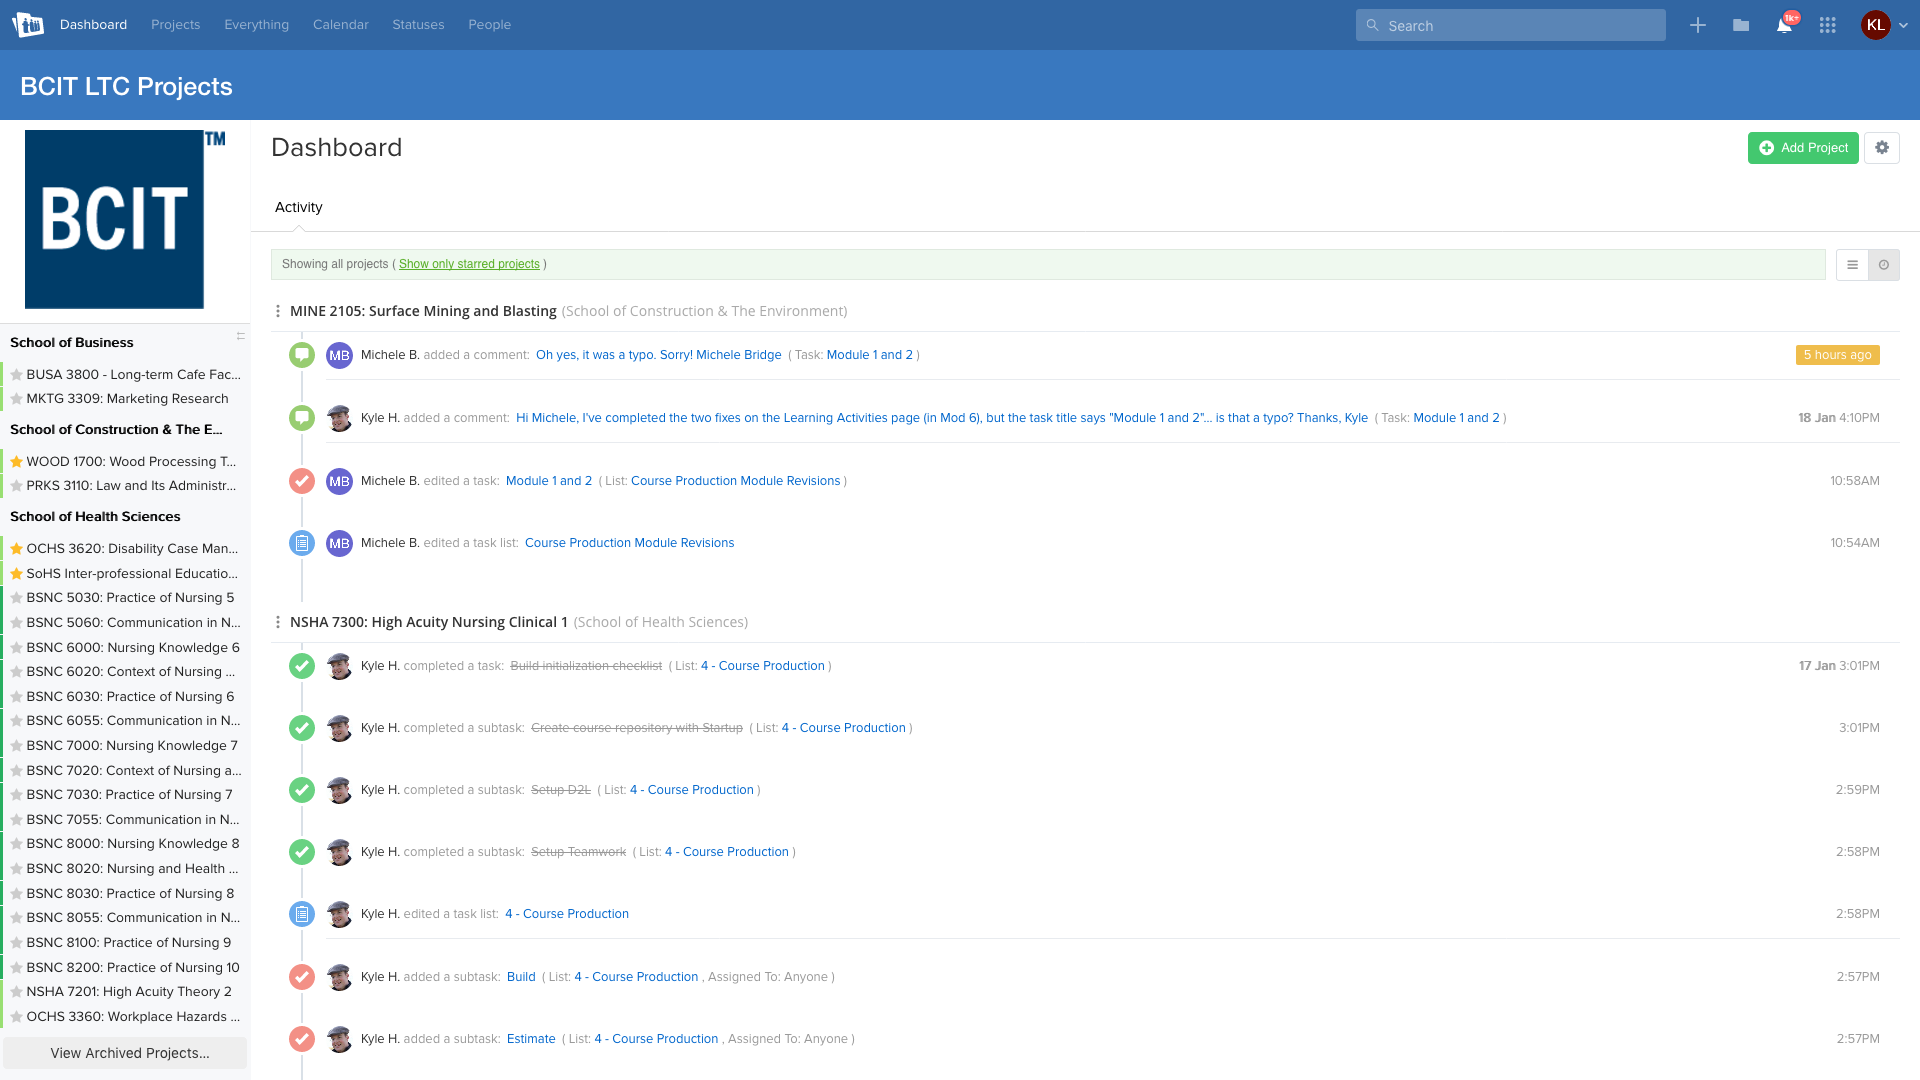 Dashboard Projects Everything Calendar Statuses People
Search
1k+
KL
BCIT LTC Projects
BCIT TM
Dashboard
Add Project
Activity
Showing all projects ( Show only starred projects )
School of Business
BUSA 3800 - Long-term Cafe Fac...
MKTG 3309: Marketing Research
School of Construction & The E...
WOOD 1700: Wood Processing T...
PRKS 3110: Law and Its Administr...
School of Health Sciences
OCHS 3620: Disability Case Man...
SoHS Inter-professional Educatio...
BSNC 5030: Practice of Nursing 5
BSNC 5060: Communication in N...
BSNC 6000: Nursing Knowledge 6
BSNC 6020: Context of Nursing ...
BSNC 6030: Practice of Nursing 6
BSNC 6055: Communication in N...
BSNC 7000: Nursing Knowledge 7
BSNC 7020: Context of Nursing a...
BSNC 7030: Practice of Nursing 7
BSNC 7055: Communication in N...
BSNC 8000: Nursing Knowledge 8
BSNC 8020: Nursing and Health ...
BSNC 8030: Practice of Nursing 8
BSNC 8055: Communication in N...
BSNC 8100: Practice of Nursing 9
BSNC 8200: Practice of Nursing 10
NSHA 7201: High Acuity Theory 2
OCHS 3360: Workplace Hazards ...
View Archived Projects...
MINE 2105: Surface Mining and Blasting (School of Construction & The Environment)
MB Michele B. added a comment: Oh yes, it was a typo. Sorry! Michele Bridge ( Task: Module 1 and 2 ) 5 hours ago
Kyle H. added a comment: Hi Michele, I've completed the two fixes on the Learning Activities page (in Mod 6), but the task title says "Module 1 and 2"... is that a typo? Thanks, Kyle ( Task: Module 1 and 2 ) 18 Jan 4:10PM
MB Michele B. edited a task: Module 1 and 2 ( List: Course Production Module Revisions ) 10:58AM
MB Michele B. edited a task list: Course Production Module Revisions 10:54AM
NSHA 7300: High Acuity Nursing Clinical 1 (School of Health Sciences)
Kyle H. completed a task: Build initialization checklist ( List: 4 - Course Production ) 17 Jan 3:01PM
Kyle H. completed a subtask: Create course repository with Startup ( List: 4 - Course Production ) 3:01PM
Kyle H. completed a subtask: Setup D2L ( List: 4 - Course Production ) 2:59PM
Kyle H. completed a subtask: Setup Teamwork ( List: 4 - Course Production ) 2:58PM
Kyle H. edited a task list: 4 - Course Production 2:58PM
Kyle H. added a subtask: Build ( List: 4 - Course Production , Assigned To: Anyone ) 2:57PM
Kyle H. added a subtask: Estimate ( List: 4 - Course Production , Assigned To: Anyone ) 2:57PM